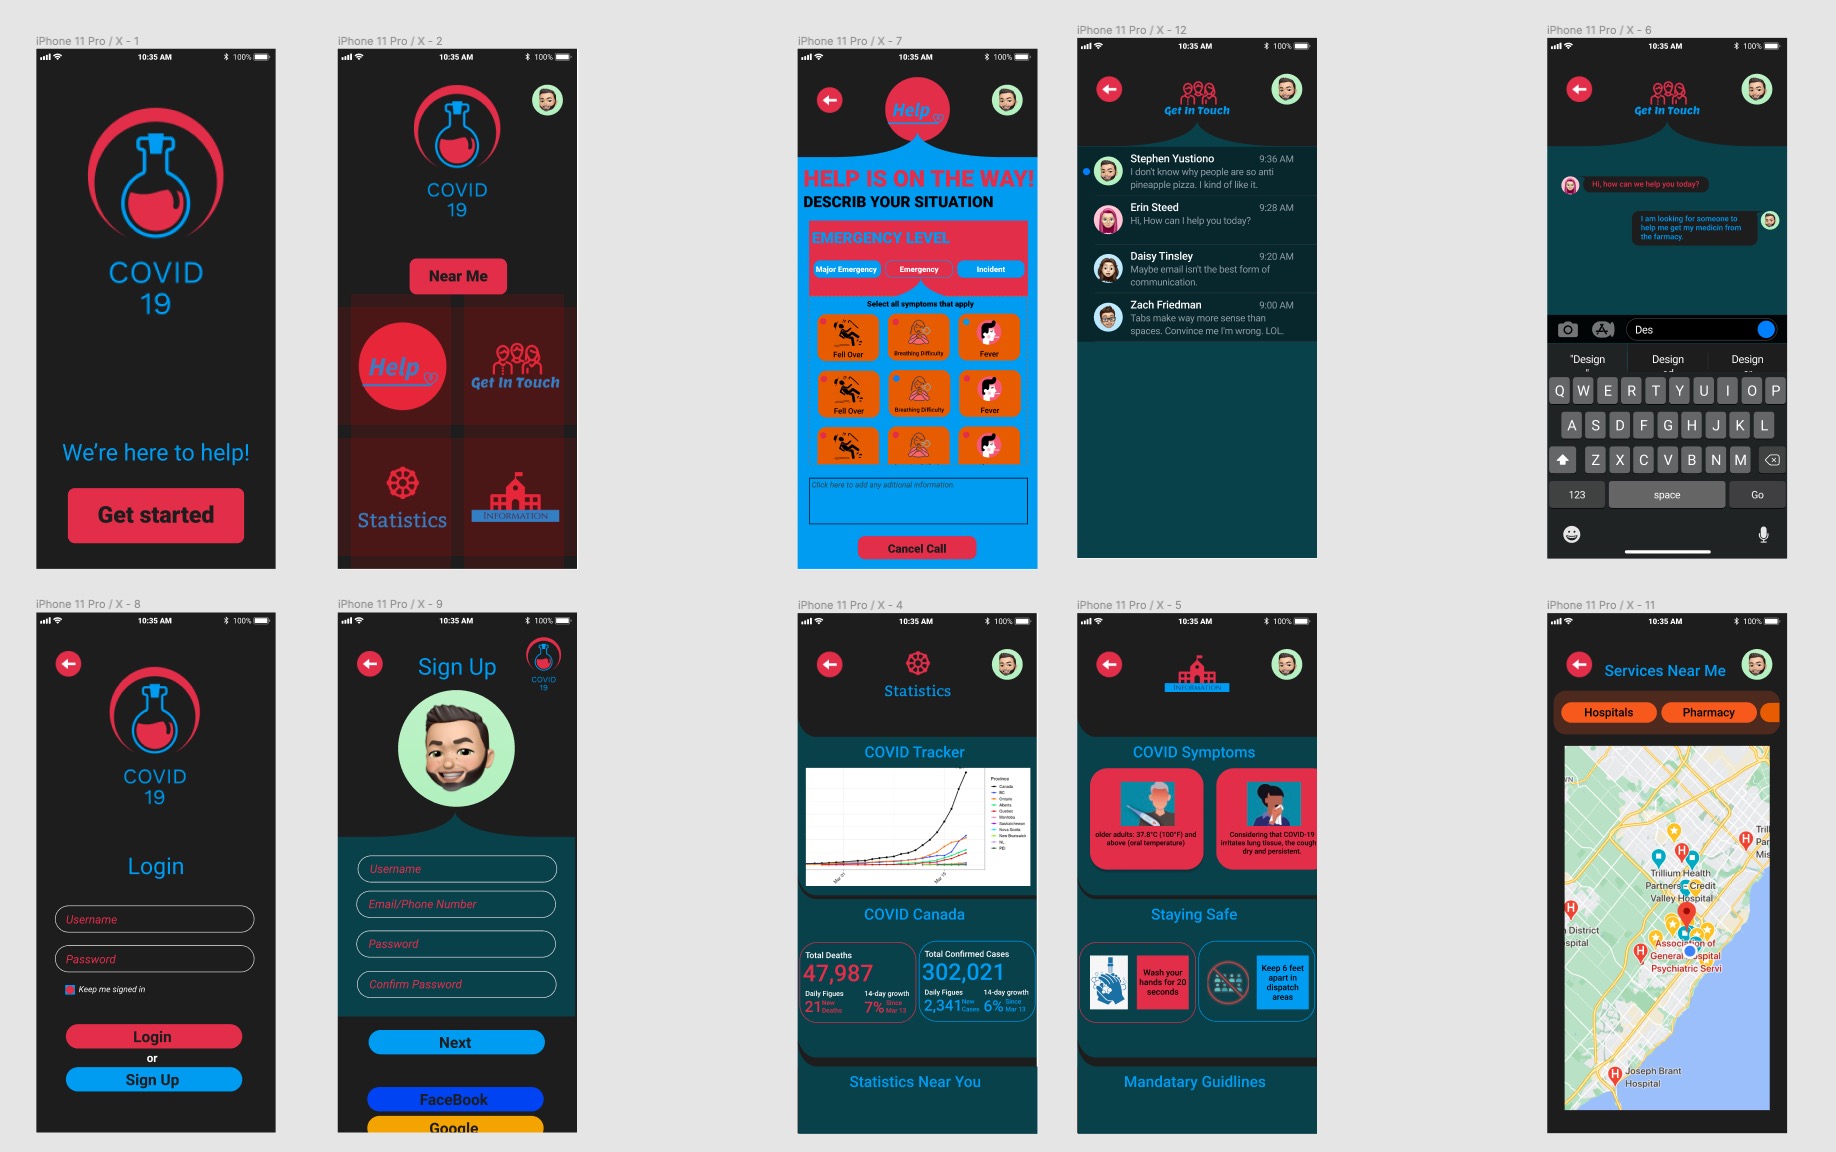 iPhone 11 Pro / X - 1
10:35 AM
100%
COVID
19
We're here to help!
Get started
iPhone 11 Pro / X - 2
10:35 AM
100%
COVID
19
Near Me
Help
Get In Touch
Statistics
INFORMATION
iPhone 11 Pro / X - 7
10:35 AM
100%
Help
HELP IS ON THE WAY!
DESCRIB YOUR SITUATION
EMERGENCY LEVEL
Major Emergency
Emergency
Incident
Select all symptoms that apply
Fell Over
Breathing Difficulty
Fever
Fell Over
Breathing Difficulty
Fever
Click here to add any aditional information.
Cancel Call
iPhone 11 Pro / X - 12
10:35 AM
100%
Get In Touch
Stephen Yustiono
9:36 AM
I don't know why people are so anti
pineapple pizza. I kind of like it.
Erin Steed
9:28 AM
Hi, How can I help you today?
Daisy Tinsley
9:20 AM
Maybe email isn't the best form of
communication.
Zach Friedman
9:00 AM
Tabs make way more sense than
spaces. Convince me I'm wrong. LOL.
iPhone 11 Pro / X - 6
10:35 AM
100%
Get In Touch
Hi, how can we help you today?
I am looking for someone to
help me get my medicin from
the farmacy.
Des
"Design
Design
Design
Q W E R T Y U I O P
A S D F G H J K L
Z X C V B N M
123
space
Go
iPhone 11 Pro / X - 8
10:35 AM
100%
COVID
19
Login
Username
Password
Keep me signed in
Login
or
Sign Up
iPhone 11 Pro / X - 9
10:35 AM
100%
Sign Up
COVID
19
Username
Email/Phone Number
Password
Confirm Password
Next
FaceBook
Google
iPhone 11 Pro / X - 4
10:35 AM
100%
Statistics
COVID Tracker
Province
Canada
BC
Ontario
Alberta
Quebec
Manitoba
Saskatchewan
Nova Scotia
New Brunswick
NL
PEI
COVID Canada
Total Deaths
47,987
Daily Figues
14-day growth
21
New
Deaths
7%
Since
Mar 13
Total Confirmed Cases
302,021
Daily Figues
14-day growth
2,341
New
Cases
6%
Since
Mar 13
Statistics Near You
iPhone 11 Pro / X - 5
10:35 AM
100%
INFORMATION
COVID Symptoms
older adults: 37.8°C (100°F) and
above (oral temperature)
Considering that COVID-19
irritates lung tissue, the cough
dry and persistent.
Staying Safe
Wash your
hands for 20
seconds
Keep 6 feet
apart in
dispatch
areas
Mandatary Guidlines
iPhone 11 Pro / X - 11
10:35 AM
100%
Services Near Me
Hospitals
Pharmacy
Trillium Health
Partners - Credit
Valley Hospital
Association of
General Hospital
Psychiatric Servi
Joseph Brant
Hospital